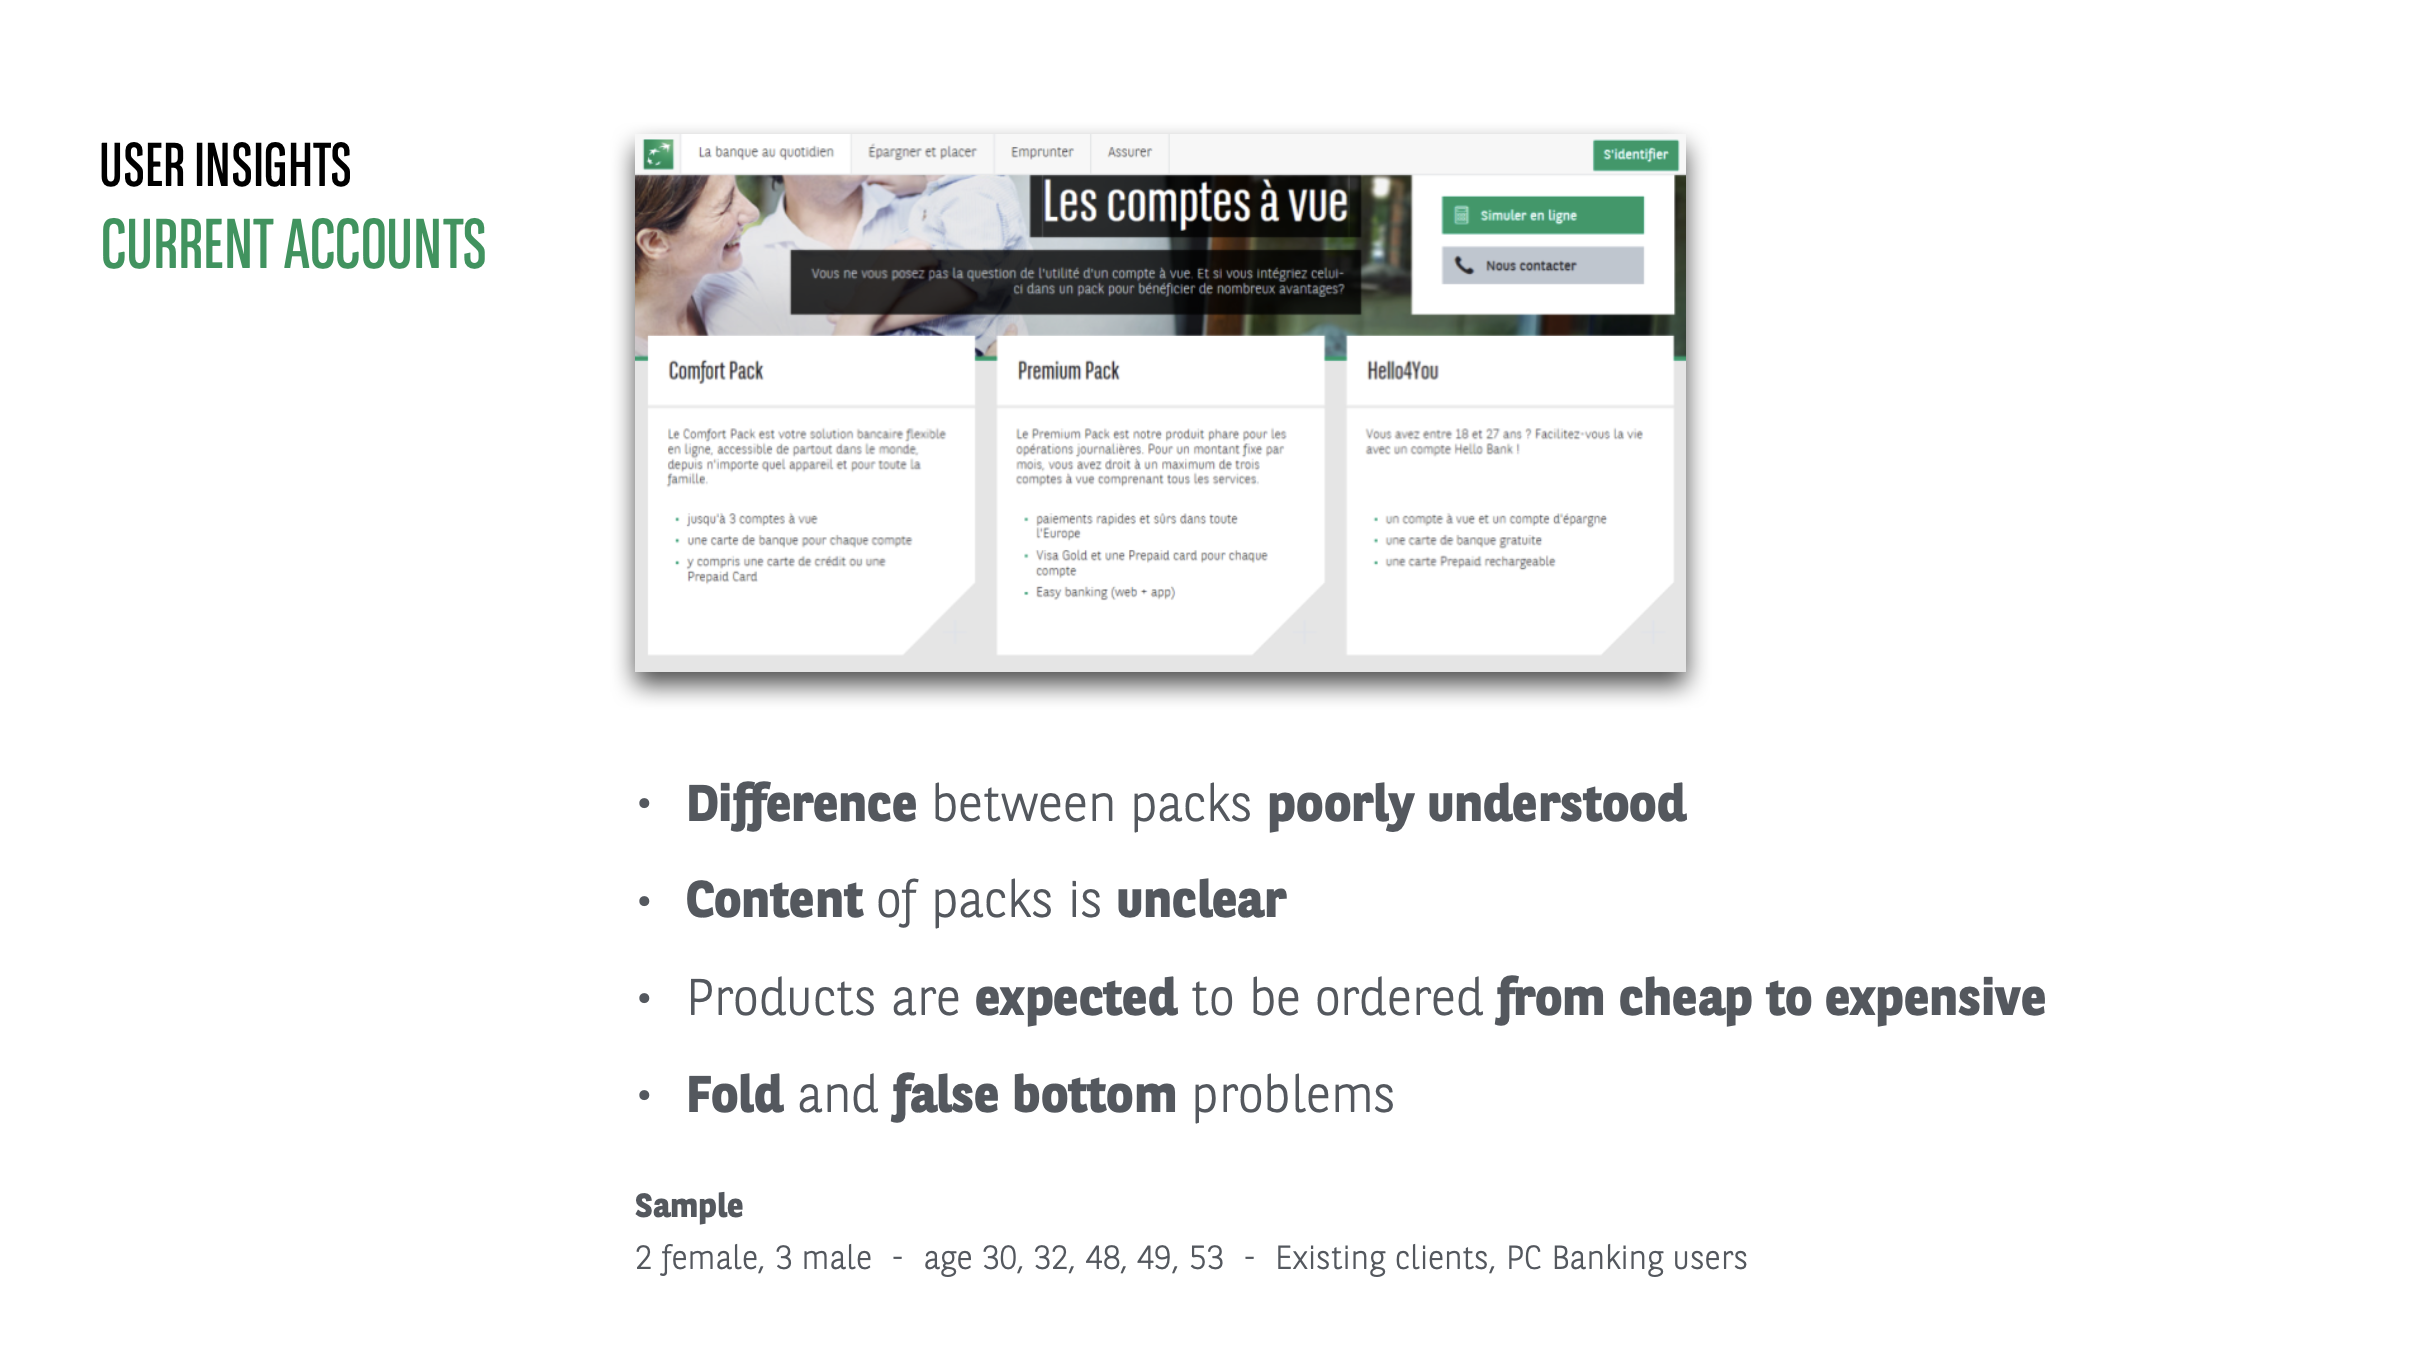 USER INSIGHTS
CURRENT ACCOUNTS
La banque au quotidien
Épargner et placer
Emprunter
Assurer
S'identifier
Les comptes à vue
Vous ne vous posez pas la question de l'utilité d'un compte à vue. Et si vous intégriez celui-
ci dans un pack pour bénéficier de nombreux avantages?
Simuler en ligne
Nous contacter
Comfort Pack
Le Comfort Pack est votre solution bancaire flexible
en ligne, accessible de partout dans le monde,
depuis n'importe quel appareil et pour toute la
famille.
• jusqu'à 3 comptes à vue
• une carte de banque pour chaque compte
• y compris une carte de crédit ou une
Prepaid Card
Premium Pack
Le Premium Pack est notre produit phare pour les
opérations journalières. Pour un montant fixe par
mois, vous avez droit à un maximum de trois
comptes à vue comprenant tous les services.
• paiements rapides et sûrs dans toute
l'Europe
• Visa Gold et une Prepaid card pour chaque
compte
• Easy banking (web + app)
Hello4You
Vous avez entre 18 et 27 ans ? Facilitez-vous la vie
avec un compte Hello Bank !
• un compte à vue et un compte d'épargne
• une carte de banque gratuite
• une carte Prepaid rechargeable
• Difference between packs poorly understood
• Content of packs is unclear
• Products are expected to be ordered from cheap to expensive
• Fold and false bottom problems
Sample
2 female, 3 male - age 30, 32, 48, 49, 53 - Existing clients, PC Banking users